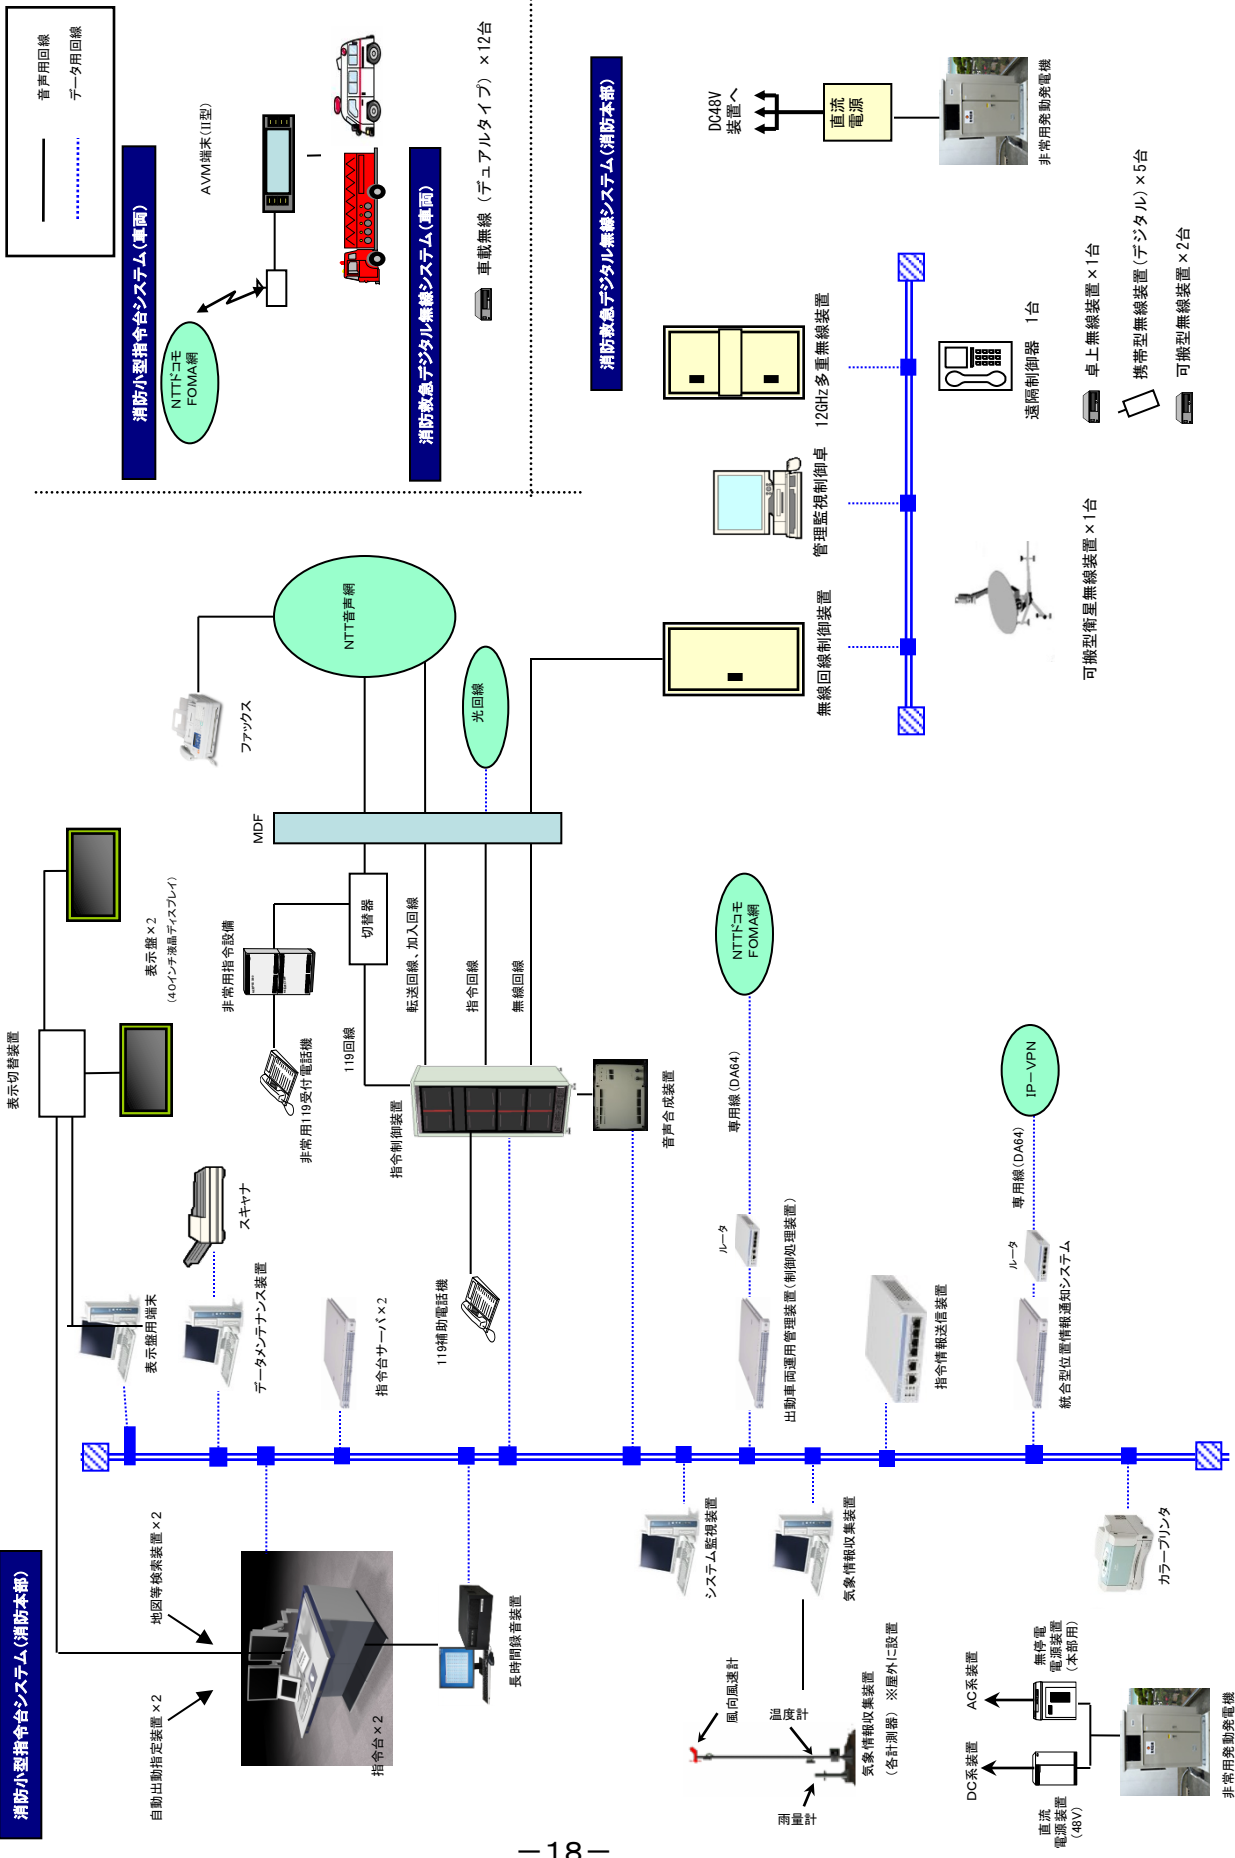 消防小型指令台システム(消防本部)
自動出動指定装置×2
地図等検索装置×2
指令台×2
長時間録音装置
表示切替装置
表示盤×2
(40インチ液晶ディスプレイ)
表示盤用端末
スキャナ
データメンテナンス装置
指令台サーバ×2
ファックス
NTT音声網
MDF
光回線
非常用指令設備
切替器
非常用119受付電話機
119回線
転送回線、加入回線
指令回線
無線回線
指令制御装置
119補助電話機
音声合成装置
システム監視装置
気象情報収集装置
風向風速計
温度計
雨量計
気象情報収集装置
(各計測器) ※屋外に設置
NTTドコモ
FOMA網
専用線(DA64)
ルータ
出動車両運用管理装置(制御処理装置)
指令情報送信装置
IP-VPN
専用線(DA64)
ルータ
統合型位置情報通知システム
カラープリンタ
DC系装置
AC系装置
直流
電源装置
(48V)
無停電
電源装置
(本部用)
非常用発動発電機
音声用回線
データ用回線
消防小型指令台システム(車両)
NTTドコモ
FOMA網
AVM端末(II型)
消防救急デジタル無線システム(車両)
車載無線(デュアルタイプ) ×12台
消防救急デジタル無線システム(消防本部)
DC48V
装置へ
直流
電源
非常用発動発電機
無線回線制御装置
管理監視制御卓
12GHz多重無線装置
遠隔制御器 1台
可搬型衛星無線装置×1台
卓上無線装置×1台
携帯型無線装置(デジタル)×5台
可搬型無線装置×2台
-18-